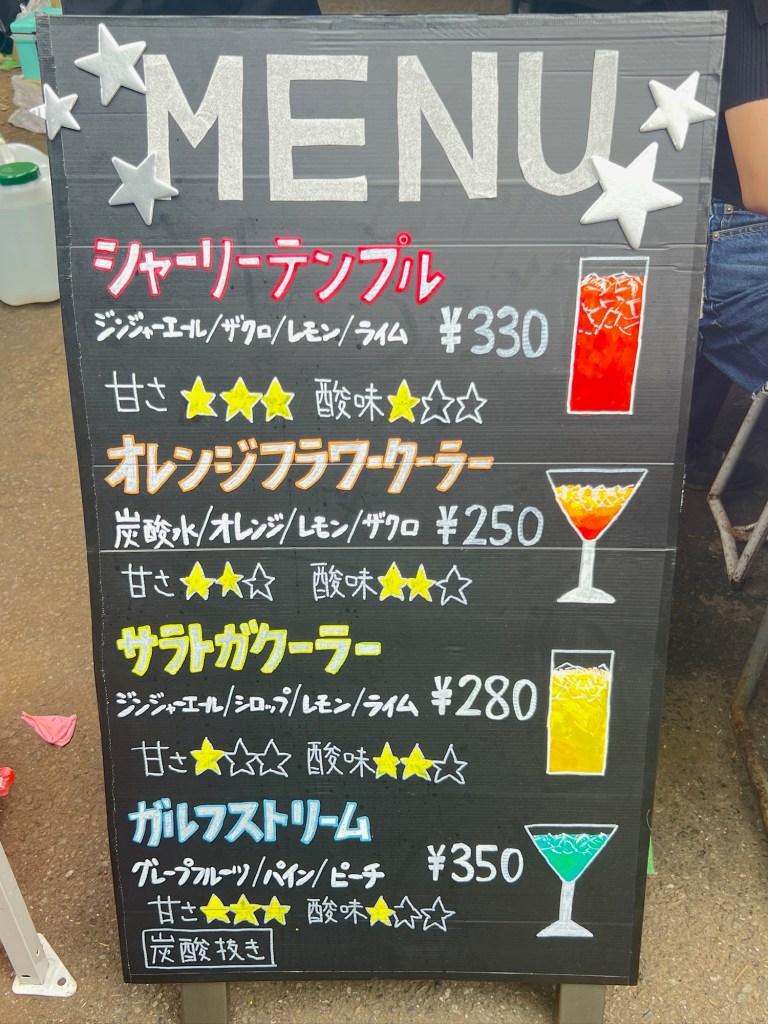 MENU
シャーリーテンプル
ジンジャーエール/ザクロ/レモン/ライム ¥330
甘さ ★★★ 酸味★☆☆
オレンジフラワークーラー
炭酸水/オレンジ/レモン/ザクロ ¥250
甘さ★★☆ 酸味★★☆
サラトガクーラー
ジンジャーエール/シロップ/レモン/ライム ¥280
甘さ★☆☆ 酸味★★☆
ガルフストリーム
グレープフルーツ/パイン/ピーチ ¥350
甘さ★★★ 酸味★☆☆
炭酸抜き